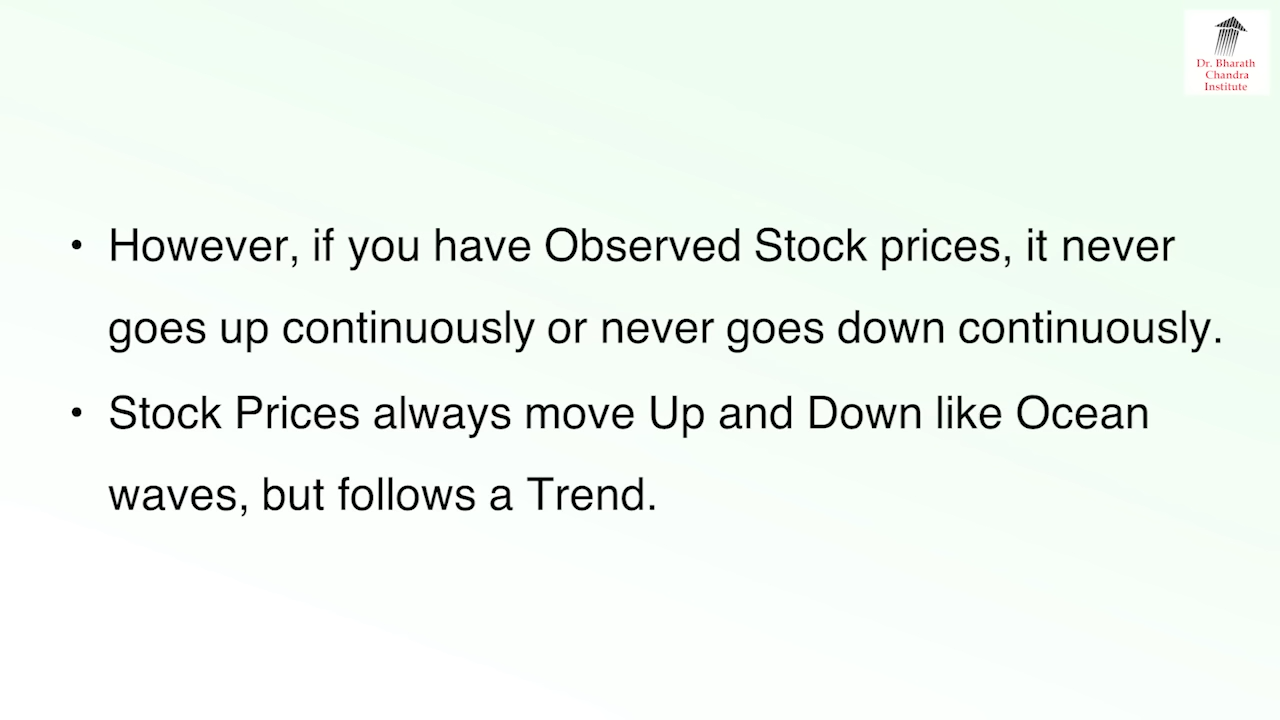 Dr. Bharath
Chandra
Institute
• However, if you have Observed Stock prices, it never
goes up continuously or never goes down continuously.
• Stock Prices always move Up and Down like Ocean
waves, but follows a Trend.